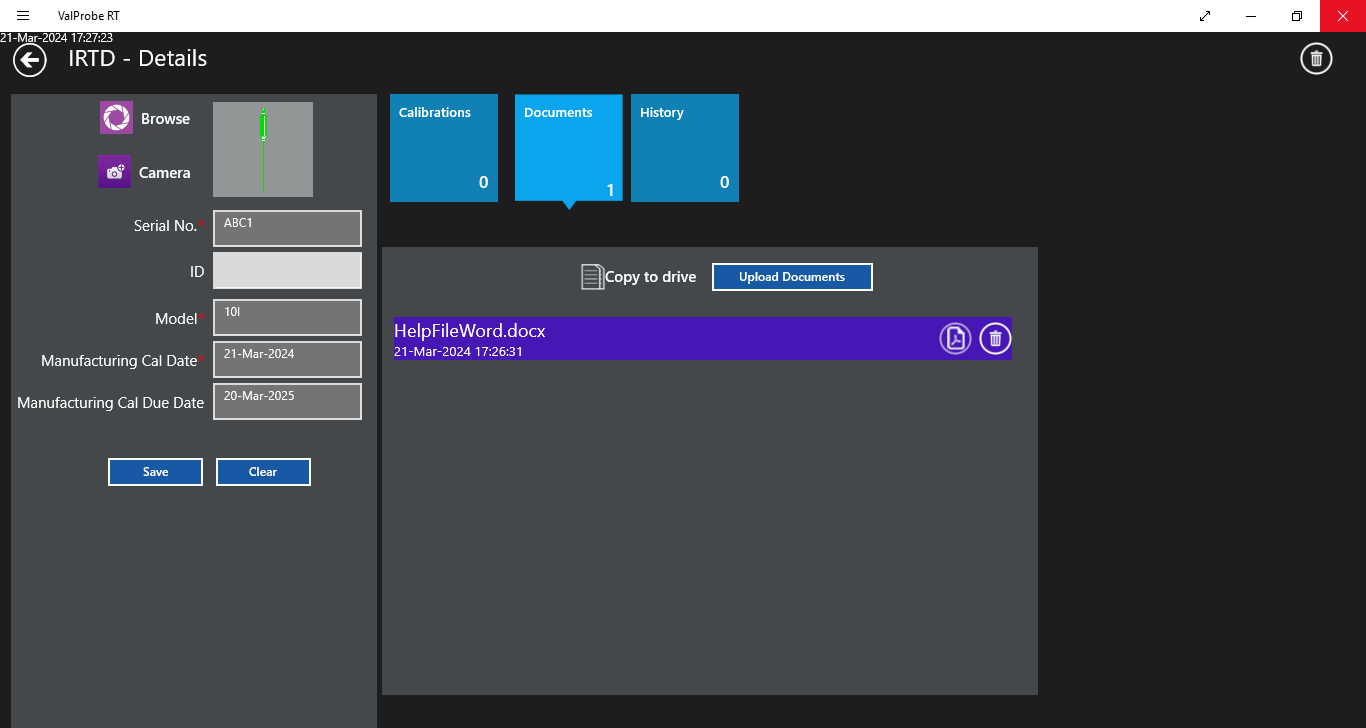 ValProbe RT
21-Mar-2024 17:27:23
IRTD - Details
Browse
Camera
Serial No.* ABC1
ID
Model* 10I
Manufacturing Cal Date* 21-Mar-2024
Manufacturing Cal Due Date 20-Mar-2025
Save Clear
Calibrations
0
Documents
1
History
0
Copy to drive Upload Documents
HelpFileWord.docx
21-Mar-2024 17:26:31